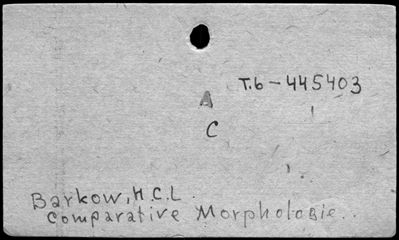 T.6-445403
A
C
Barkow, H.C.L.
Comparative Morphologie..